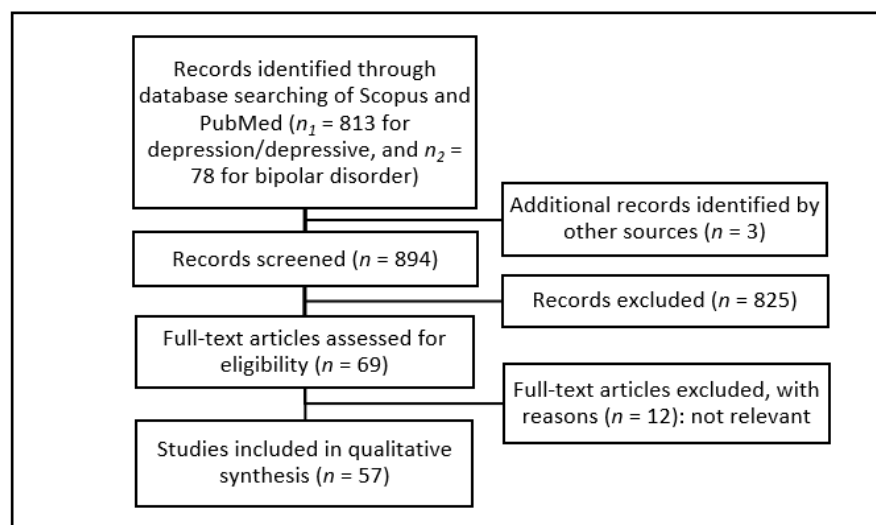 Records identified through
database searching of Scopus and
PubMed (n1 = 813 for
depression/depressive, and n2 =
78 for bipolar disorder)
Additional records identified by
other sources (n = 3)
Records screened (n = 894)
Records excluded (n = 825)
Full-text articles assessed for
eligibility (n = 69)
Full-text articles excluded, with
reasons (n = 12): not relevant
Studies included in qualitative
synthesis (n = 57)